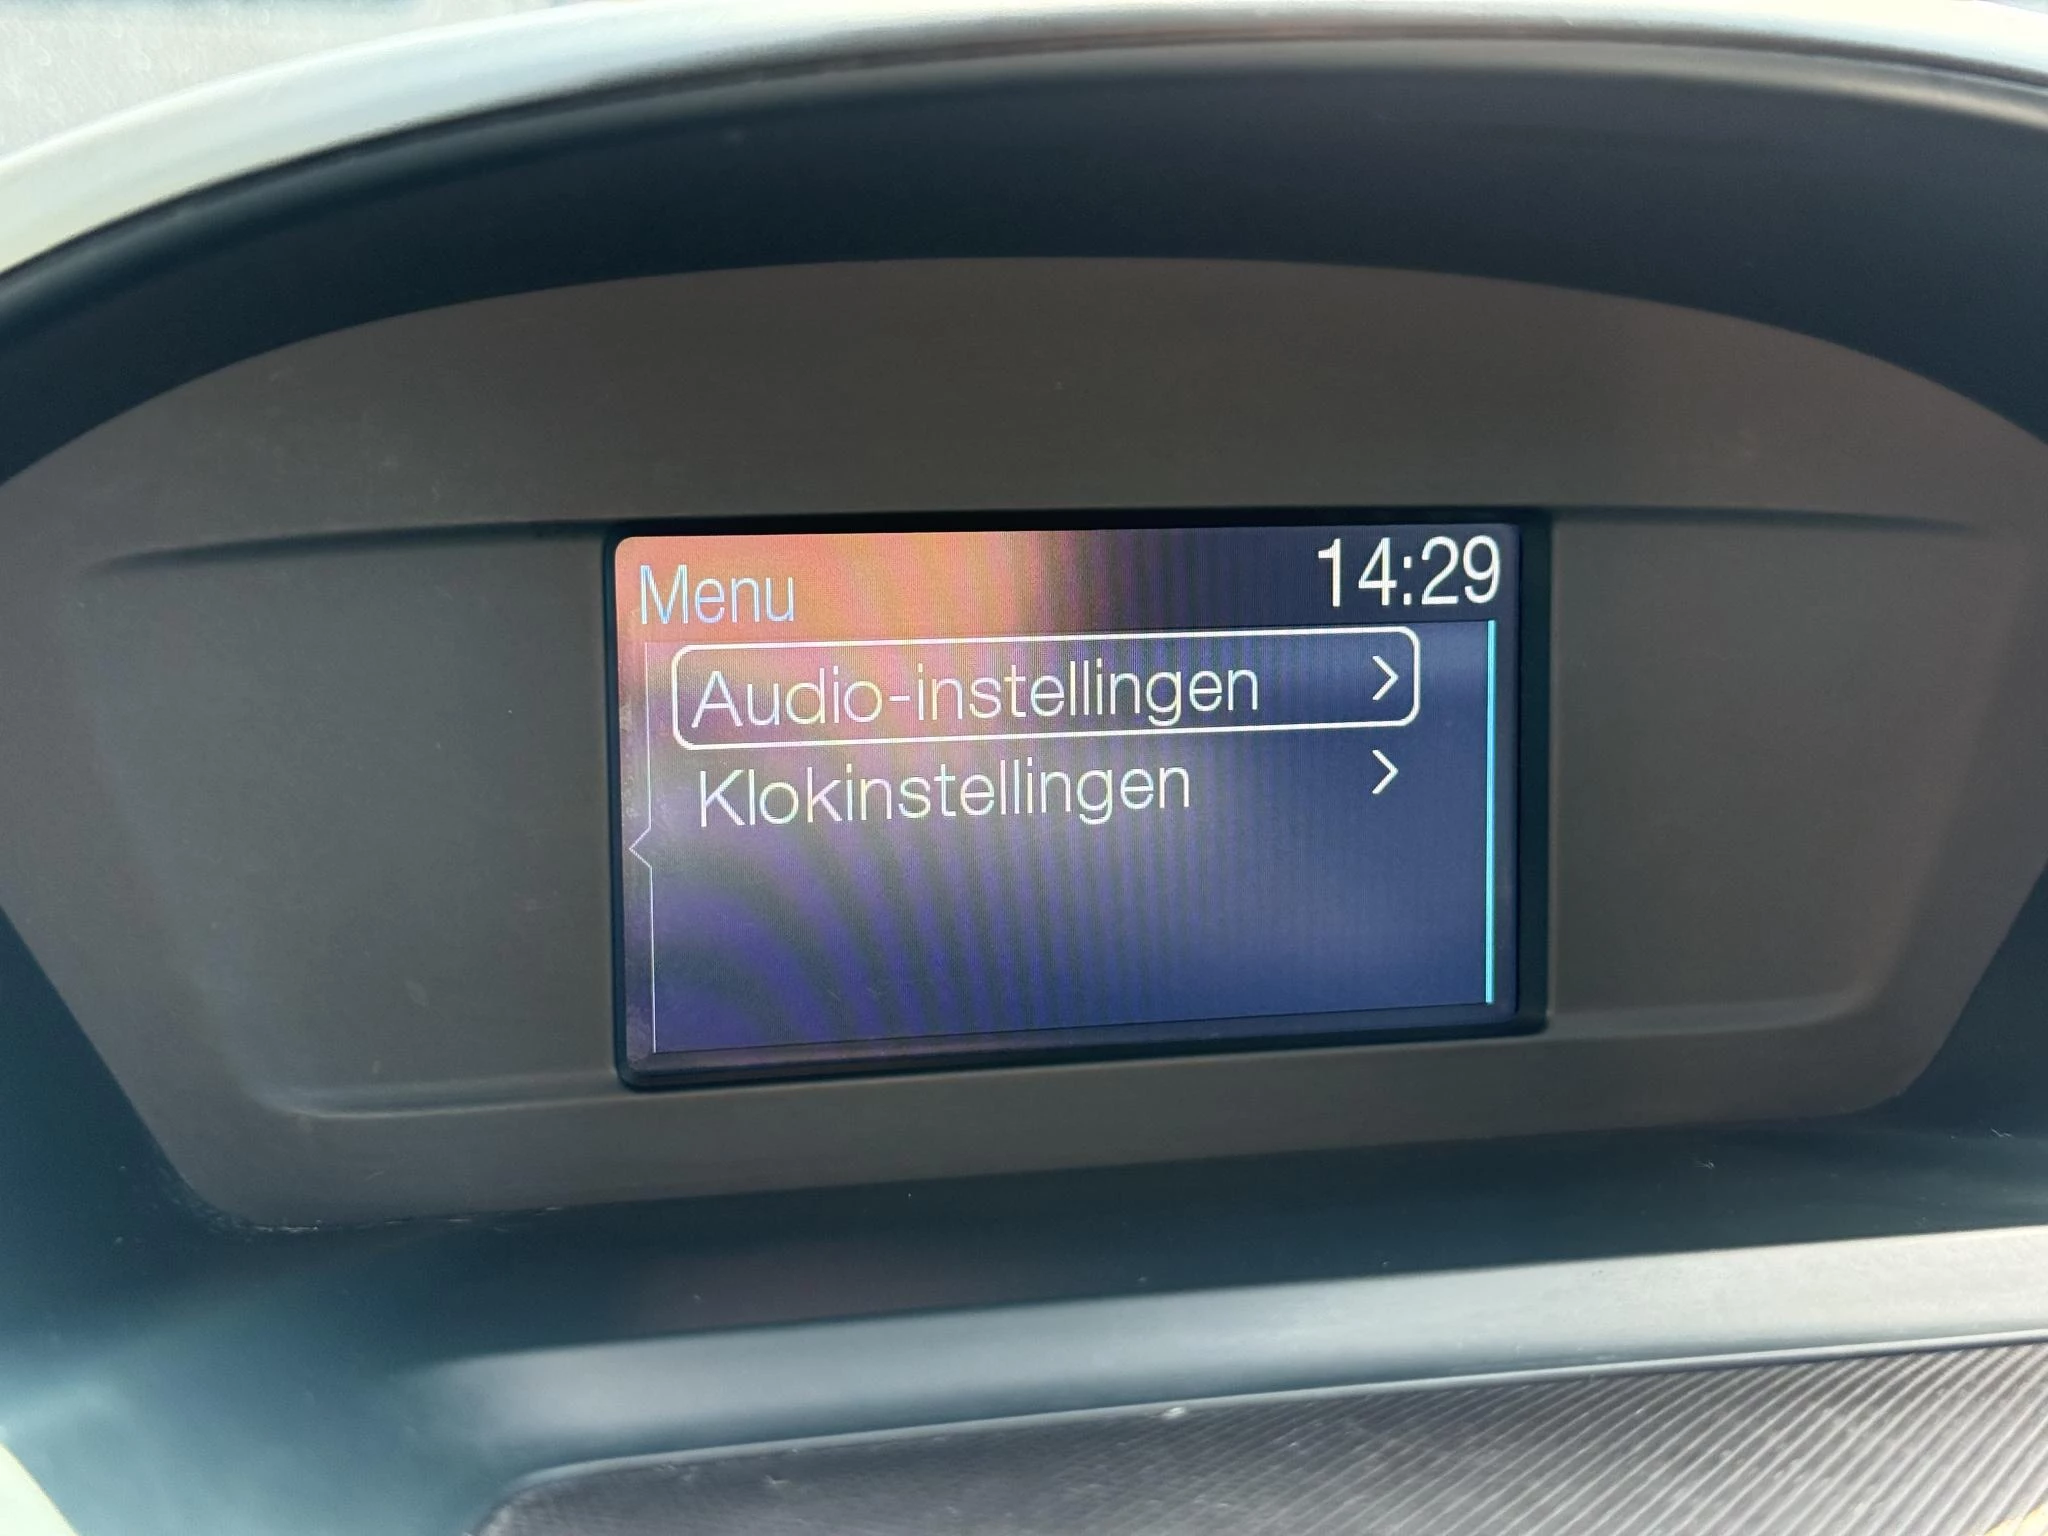 Menu 14:29
Audio-instellingen
Klokinstellingen